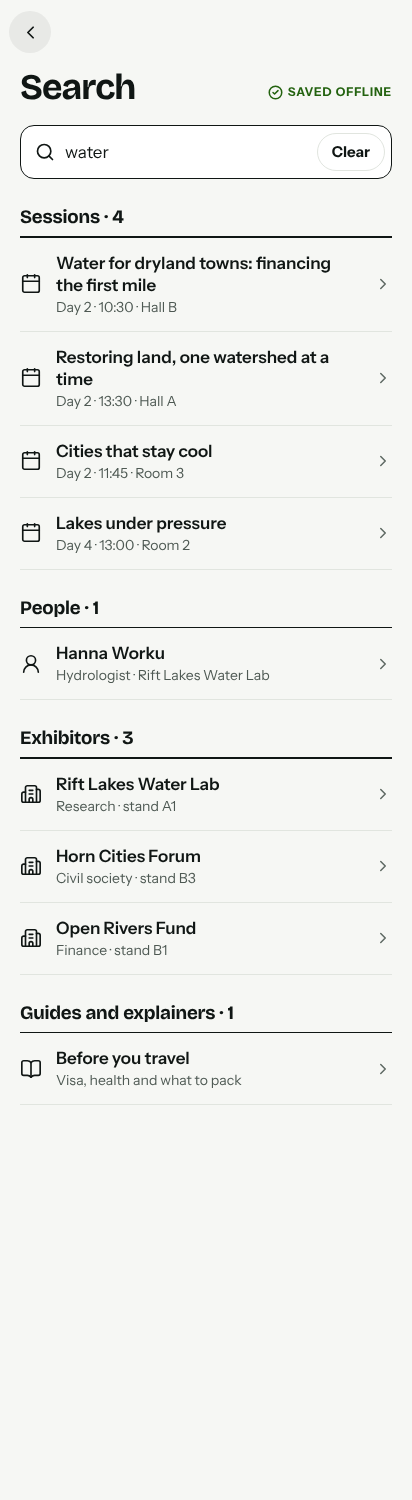 Search
SAVED OFFLINE
water
Clear
Sessions · 4
Water for dryland towns: financing
the first mile
Day 2 · 10:30 · Hall B
Restoring land, one watershed at a
time
Day 2 · 13:30 · Hall A
Cities that stay cool
Day 2 · 11:45 · Room 3
Lakes under pressure
Day 4 · 13:00 · Room 2
People · 1
Hanna Worku
Hydrologist · Rift Lakes Water Lab
Exhibitors · 3
Rift Lakes Water Lab
Research · stand A1
Horn Cities Forum
Civil society · stand B3
Open Rivers Fund
Finance · stand B1
Guides and explainers · 1
Before you travel
Visa, health and what to pack